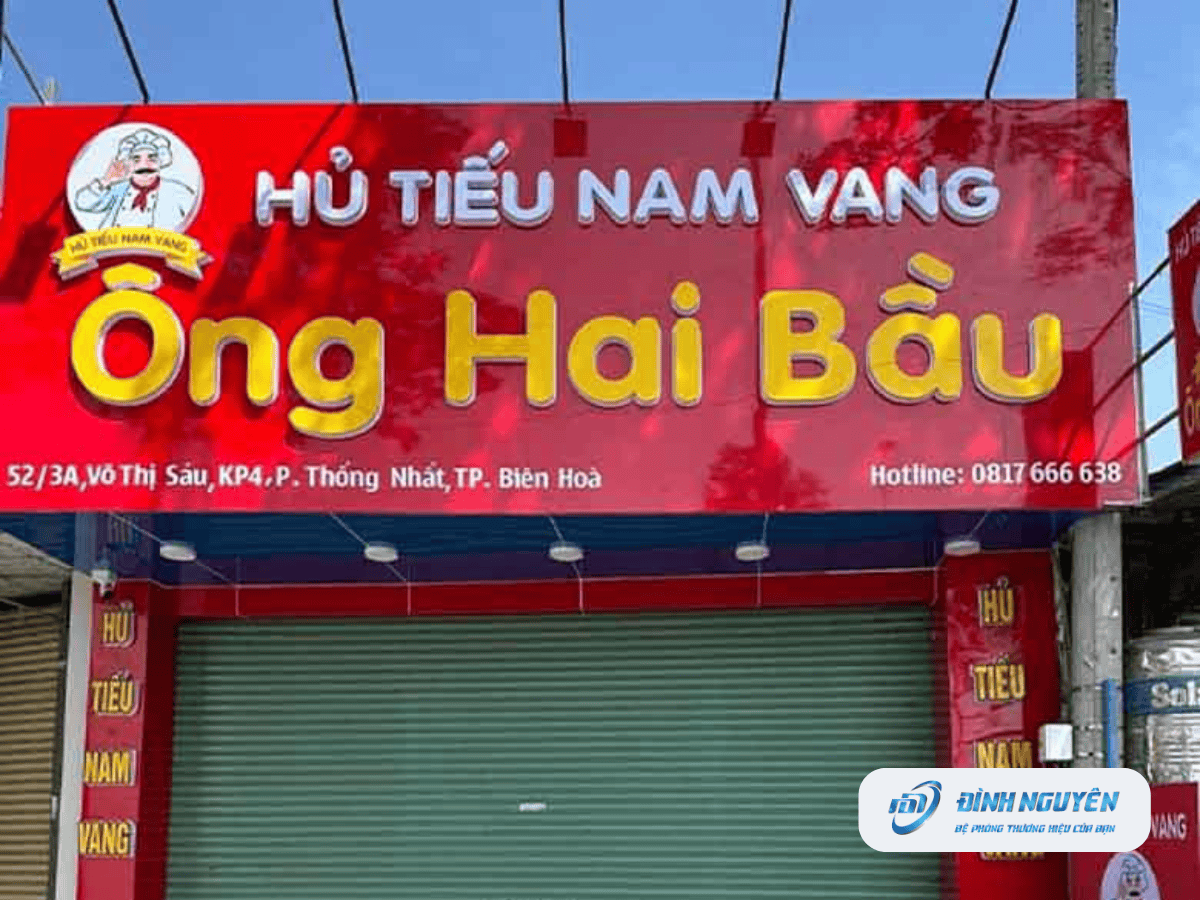 HỦ TIẾU NAM VANG
HỦ TIẾU NAM VANG
Ông Hai Bầu
52/3A,Võ Thị Sáu,KP4,P. Thống Nhất,TP. Biên Hoà
Hotline: 0817 666 638
HỦ
TIẾU
NAM
VANG
HỦ
TIẾU
NAM
ĐÌNH NGUYÊN
BỆ PHÓNG THƯƠNG HIỆU CỦA BẠN
VANG